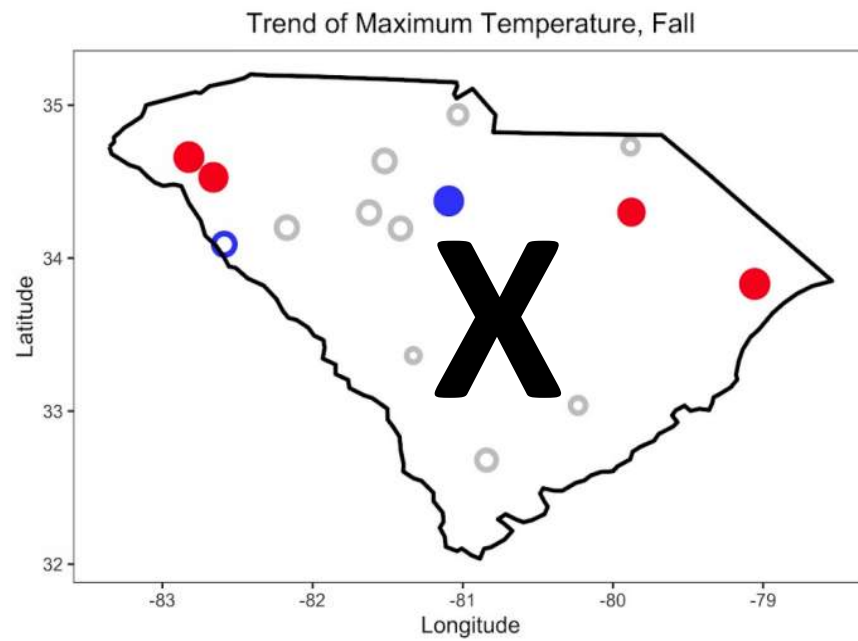 Trend of Maximum Temperature, Fall
35
34
33
32
Latitude
X
-83 -82 -81 -80 -79
Longitude